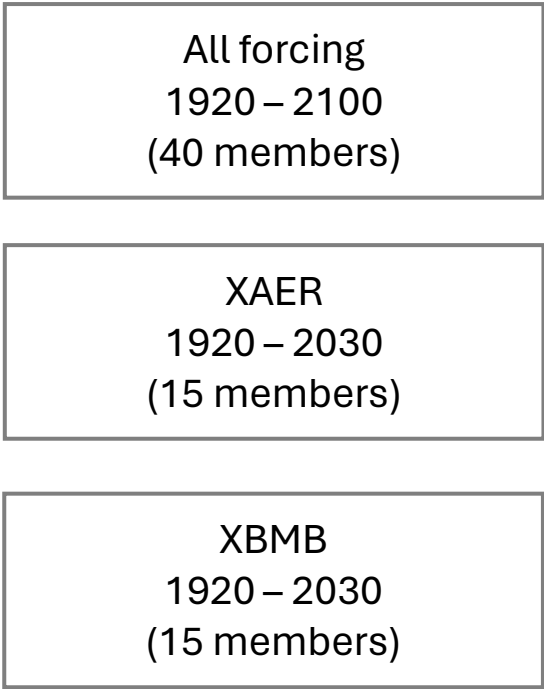 All forcing
1920 – 2100
(40 members)
XAER
1920 – 2030
(15 members)
XBMB
1920 – 2030
(15 members)